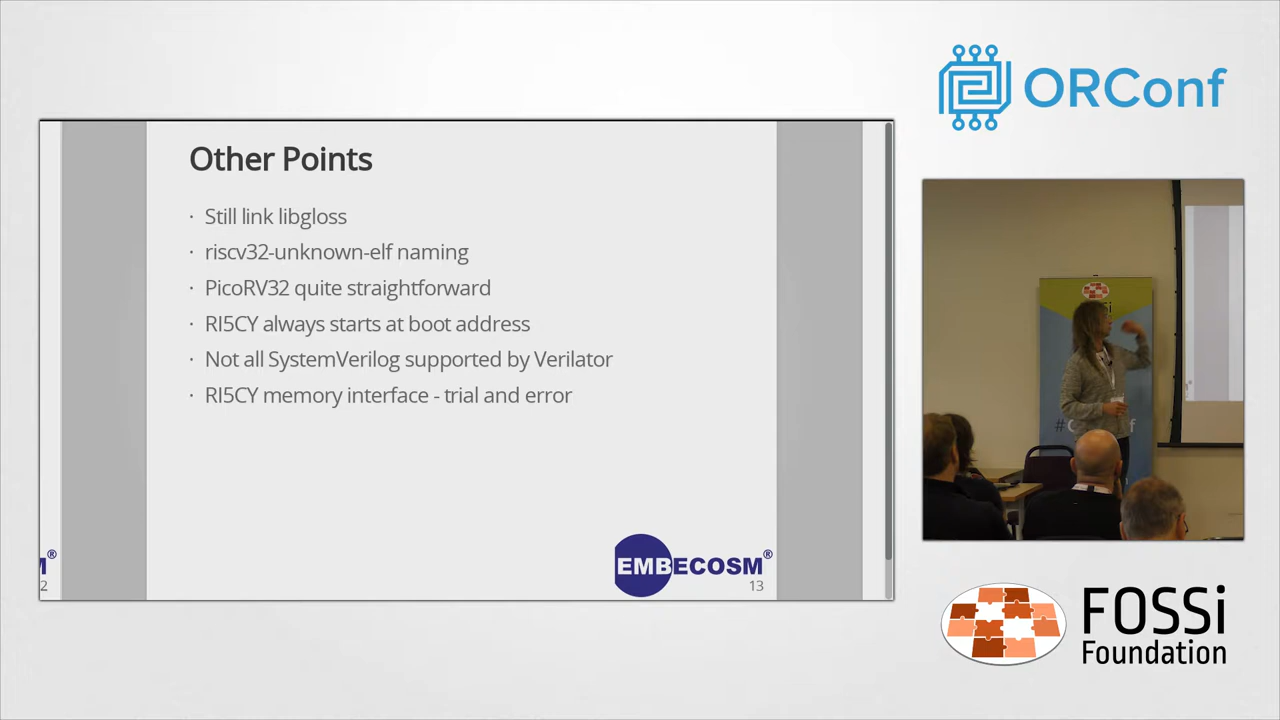 ORConf
Other Points
· Still link libgloss
· riscv32-unknown-elf naming
· PicoRV32 quite straightforward
· RI5CY always starts at boot address
· Not all SystemVerilog supported by Verilator
· RI5CY memory interface - trial and error
M®
2
EMBECOSM®
13
FOSSi
Foundation